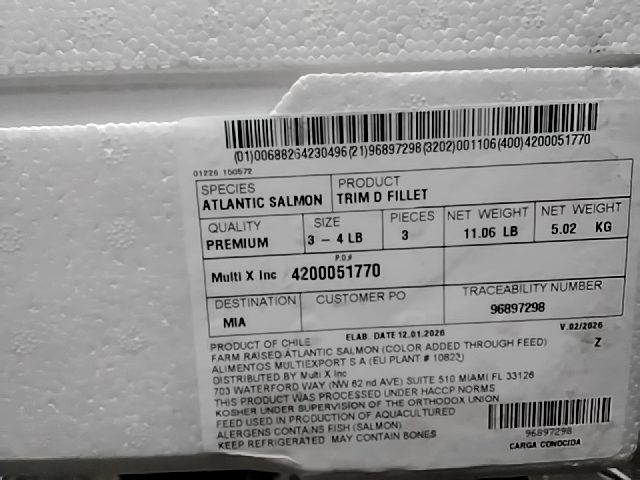 (01)00688264230496(21)96897298(3202)001106(400)4200051770
01226 150572
SPECIES
ATLANTIC SALMON
PRODUCT
TRIM D FILLET
QUALITY
PREMIUM
SIZE
3 - 4 LB
PIECES
3
NET WEIGHT
11.06 LB
NET WEIGHT
5.02 KG
P.O.#
Multi X Inc 4200051770
DESTINATION
MIA
CUSTOMER PO
TRACEABILITY NUMBER
96897298
PRODUCT OF CHILE
ELAB. DATE 12.01.2026
V.02/2026
FARM RAISED ATLANTIC SALMON (COLOR ADDED THROUGH FEED)
Z
ALIMENTOS MULTIEXPORT S A (EU PLANT # 10823)
DISTRIBUTED BY Multi X Inc
703 WATERFORD WAY (NW 62 nd AVE) SUITE 510 MIAMI FL 33126
THIS PRODUCT WAS PROCESSED UNDER HACCP NORMS
KOSHER UNDER SUPERVISION OF THE ORTHODOX UNION
FEED USED IN PRODUCTION OF AQUACULTURED
ALERGENS CONTAINS FISH (SALMON)
KEEP REFRIGERATED MAY CONTAIN BONES
96897298
CARGA CONOCIDA